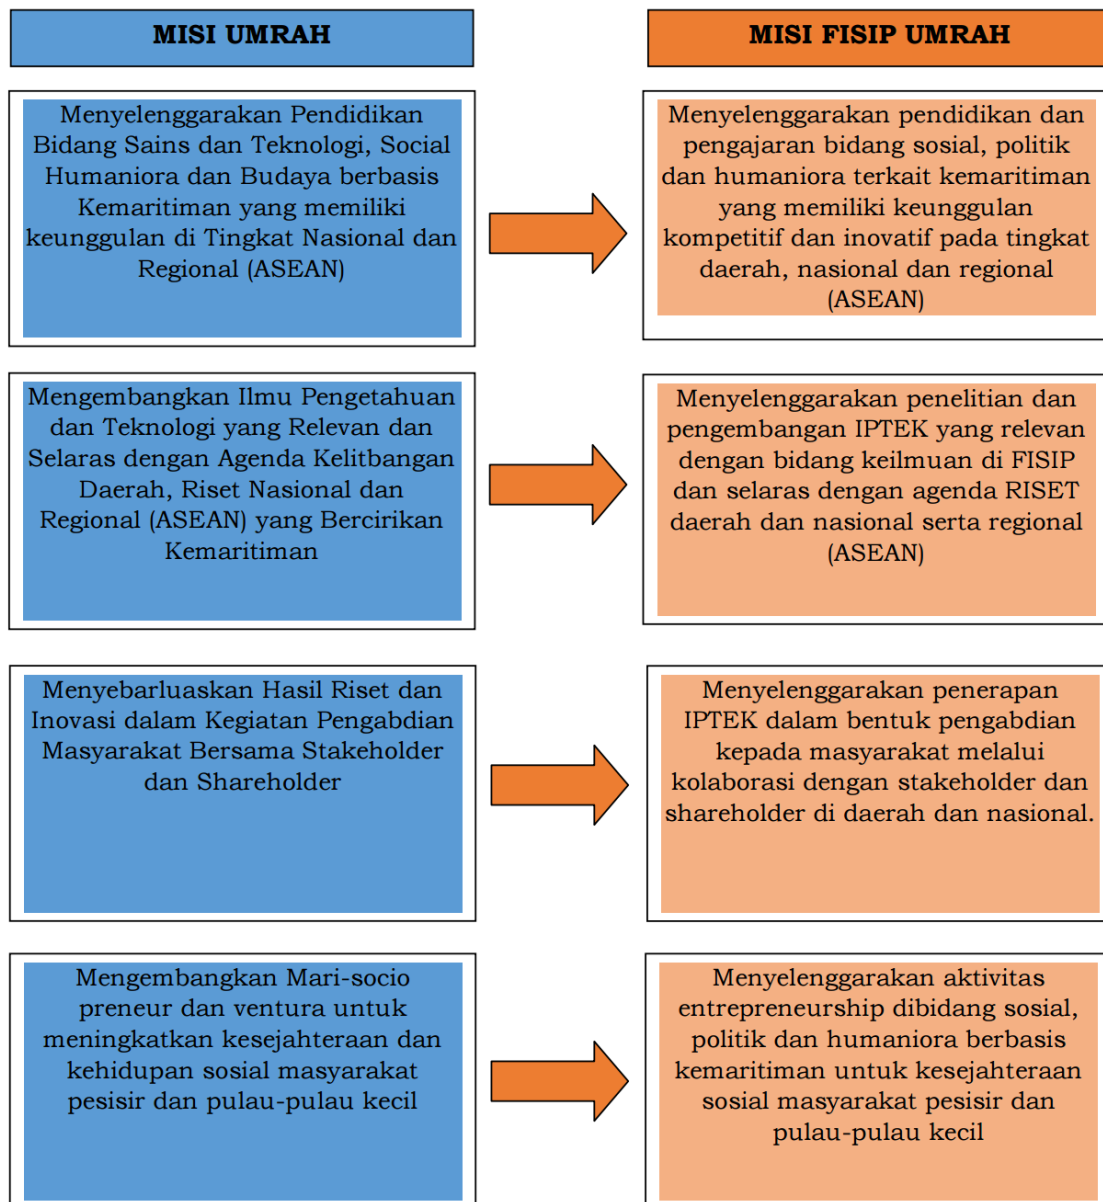 MISI UMRAH
MISI FISIP UMRAH
Menyelenggarakan Pendidikan
Bidang Sains dan Teknologi, Social
Humaniora dan Budaya berbasis
Kemaritiman yang memiliki
keunggulan di Tingkat Nasional dan
Regional (ASEAN)
Menyelenggarakan pendidikan dan
pengajaran bidang sosial, politik
dan humaniora terkait kemaritiman
yang memiliki keunggulan
kompetitif dan inovatif pada tingkat
daerah, nasional dan regional
(ASEAN)
Mengembangkan Ilmu Pengetahuan
dan Teknologi yang Relevan dan
Selaras dengan Agenda Kelitbangan
Daerah, Riset Nasional dan
Regional (ASEAN) yang Bercirikan
Kemaritiman
Menyelenggarakan penelitian dan
pengembangan IPTEK yang relevan
dengan bidang keilmuan di FISIP
dan selaras dengan agenda RISET
daerah dan nasional serta regional
(ASEAN)
Menyebarluaskan Hasil Riset dan
Inovasi dalam Kegiatan Pengabdian
Masyarakat Bersama Stakeholder
dan Shareholder
Menyelenggarakan penerapan
IPTEK dalam bentuk pengabdian
kepada masyarakat melalui
kolaborasi dengan stakeholder dan
shareholder di daerah dan nasional.
Mengembangkan Mari-socio
preneur dan ventura untuk
meningkatkan kesejahteraan dan
kehidupan sosial masyarakat
pesisir dan pulau-pulau kecil
Menyelenggarakan aktivitas
entrepreneurship dibidang sosial,
politik dan humaniora berbasis
kemaritiman untuk kesejahteraan
sosial masyarakat pesisir dan
pulau-pulau kecil